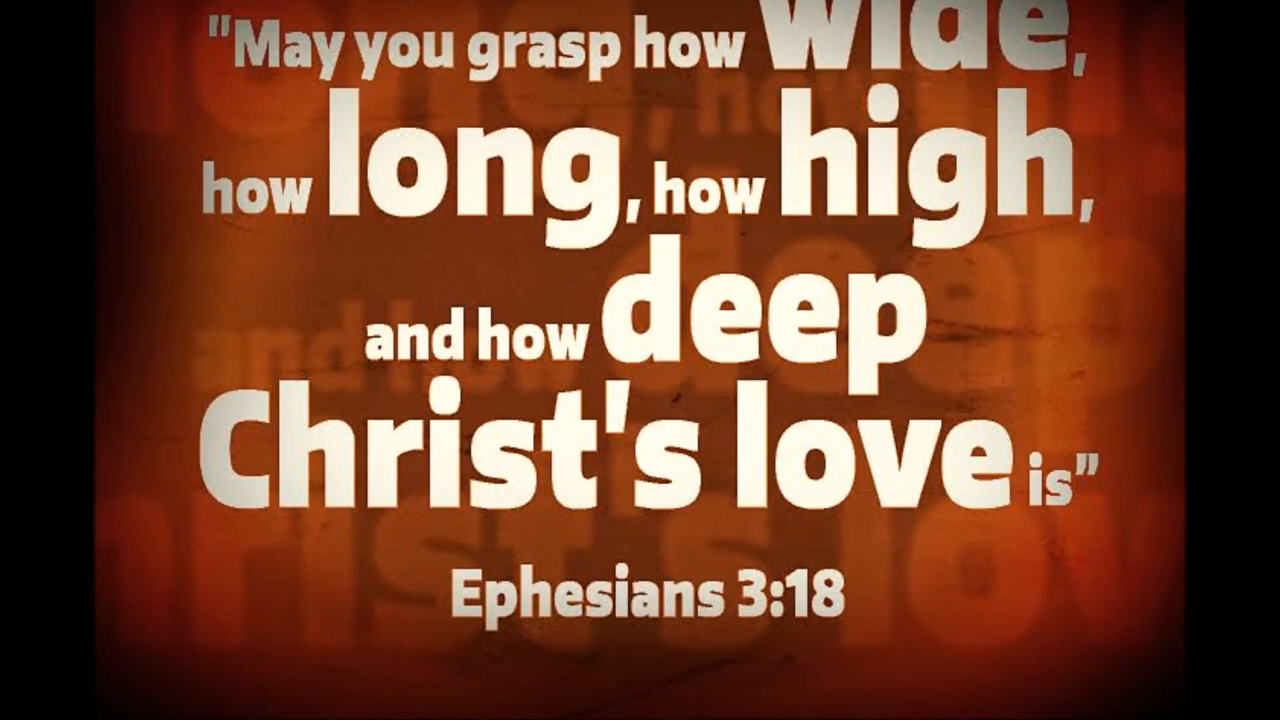 "May you grasp how wide,
how long, how high,
and how deep
Christ's love is”
Ephesians 3:18